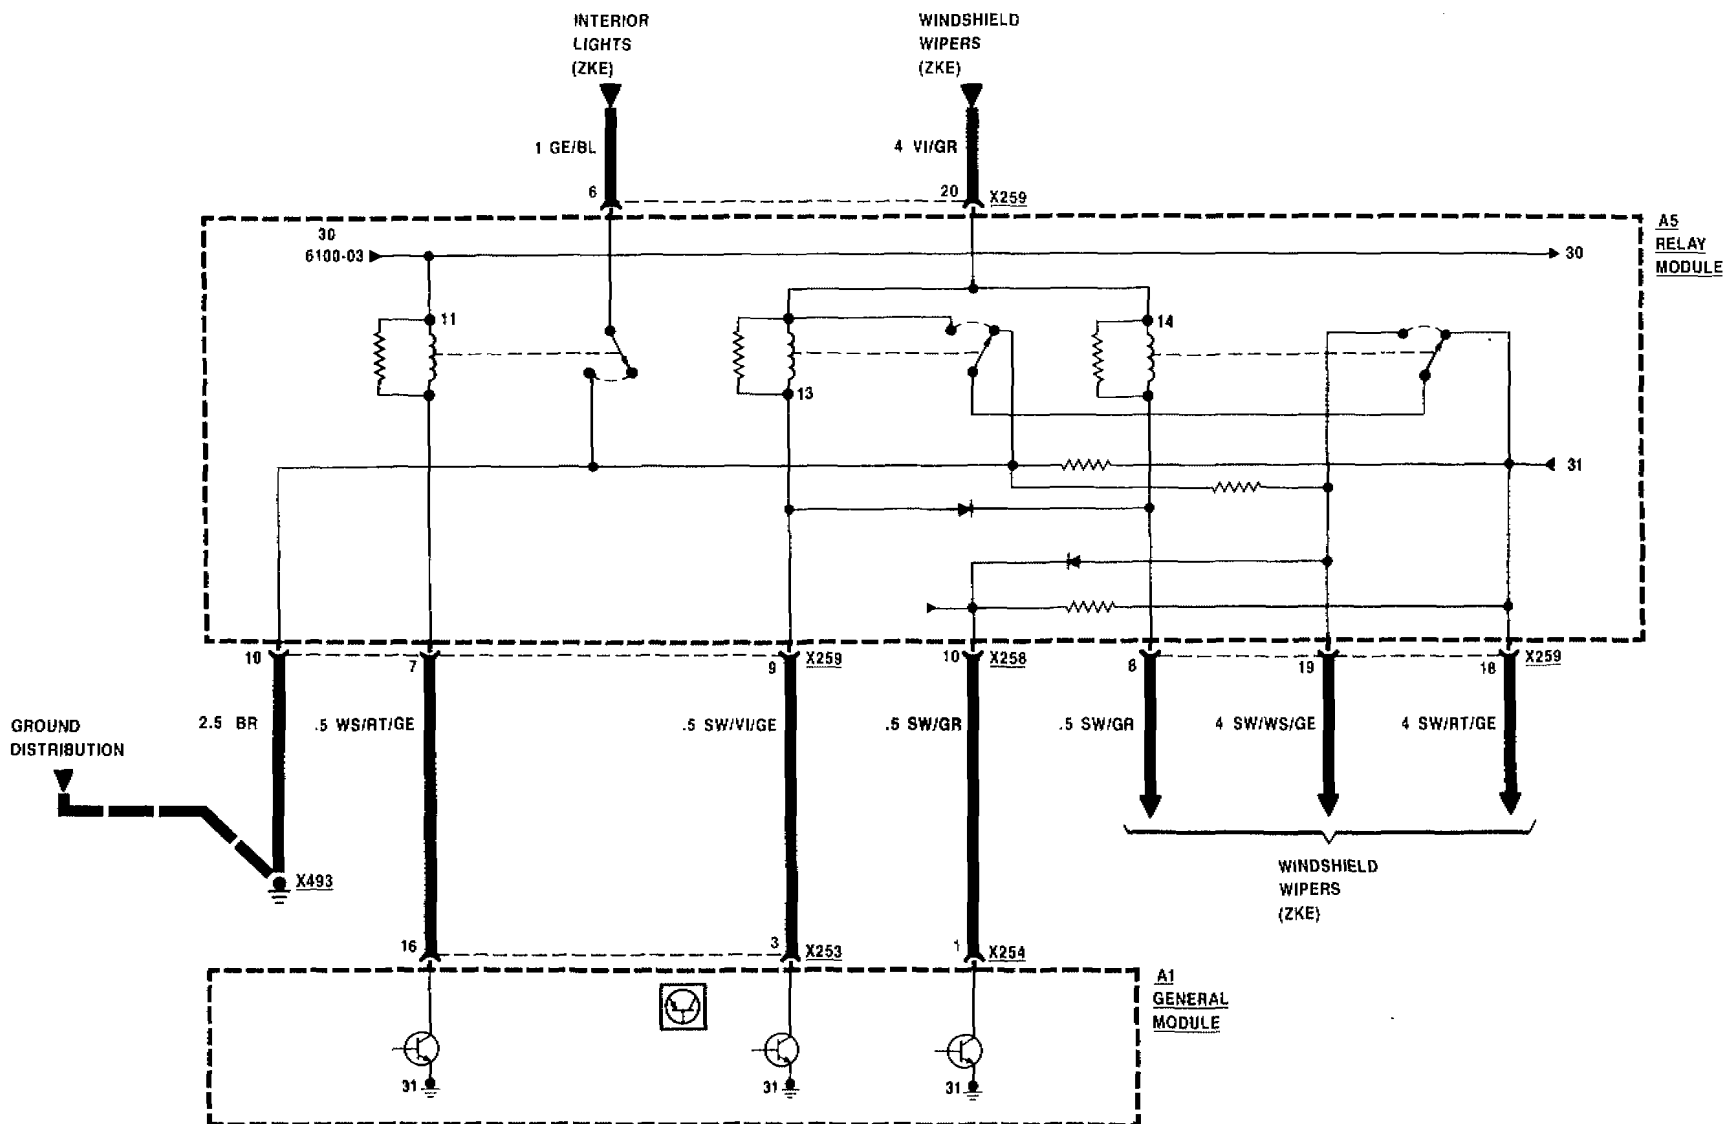 INTERIOR
LIGHTS
(ZKE)
WINDSHIELD
WIPERS
(ZKE)
1 GE/BL
4 VI/GR
6
20
X259
A5
RELAY
MODULE
30
6100-03
30
11
14
13
31
10
7
9
X259
10
X258
8
19
18
X259
GROUND
DISTRIBUTION
2.5 BR
.5 WS/RT/GE
.5 SW/VI/GE
.5 SW/GR
.5 SW/GR
4 SW/WS/GE
4 SW/RT/GE
X493
WINDSHIELD
WIPERS
(ZKE)
16
3
X253
1
X254
A1
GENERAL
MODULE
31
31
31